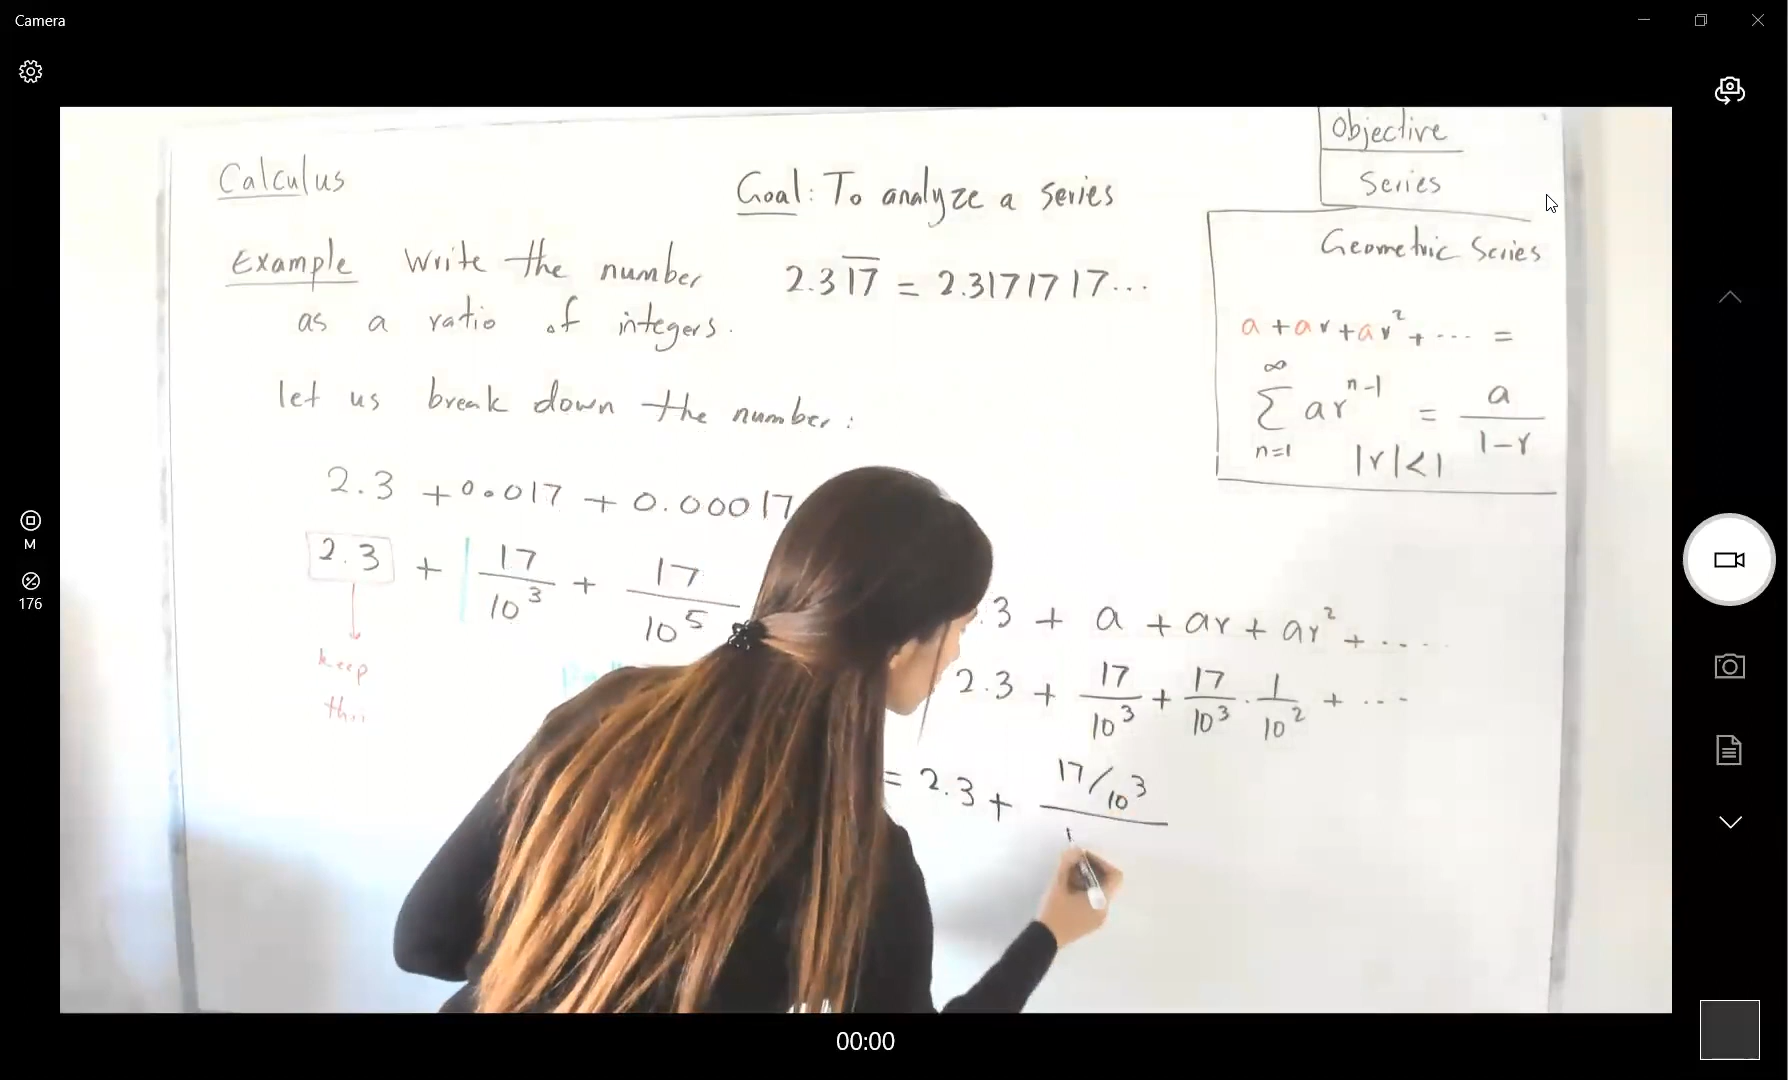 Camera
Calculus
Goal: To analyze a series
Objective
Series
Example Write the number 2.3\overline{17} = 2.3171717...
as a ratio of integers.
Geometric Series
a + ar + ar² + ... =
∞
∑ ar^{n-1} = a/(1-r)
n=1 |r|<1
let us break down the number:
2.3 + 0.017 + 0.00017
2.3 + 17/10³ + 17/10⁵
keep
.3 + a + ar + ar² + ....
2.3 + 17/10³ + 17/10³ · 1/10² + ...
= 2.3 + 17/10³
M
176
00:00